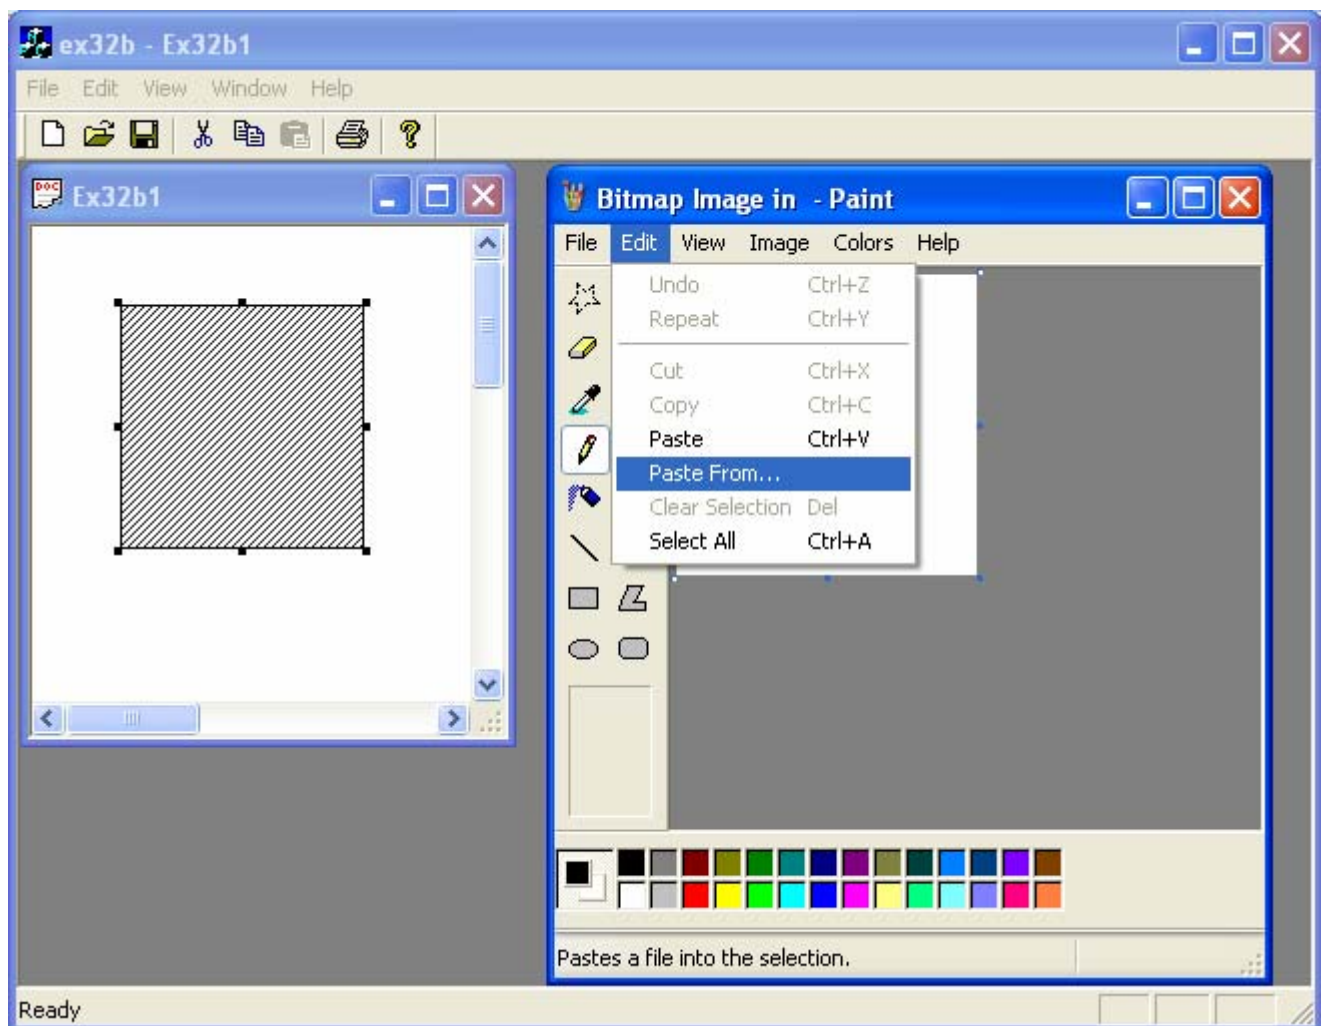 ex32b - Ex32b1
File Edit View Window Help
DOC Ex32b1
Bitmap Image in - Paint
File Edit View Image Colors Help
Undo Ctrl+Z
Repeat Ctrl+Y
Cut Ctrl+X
Copy Ctrl+C
Paste Ctrl+V
Paste From...
Clear Selection Del
Select All Ctrl+A
Pastes a file into the selection.
Ready